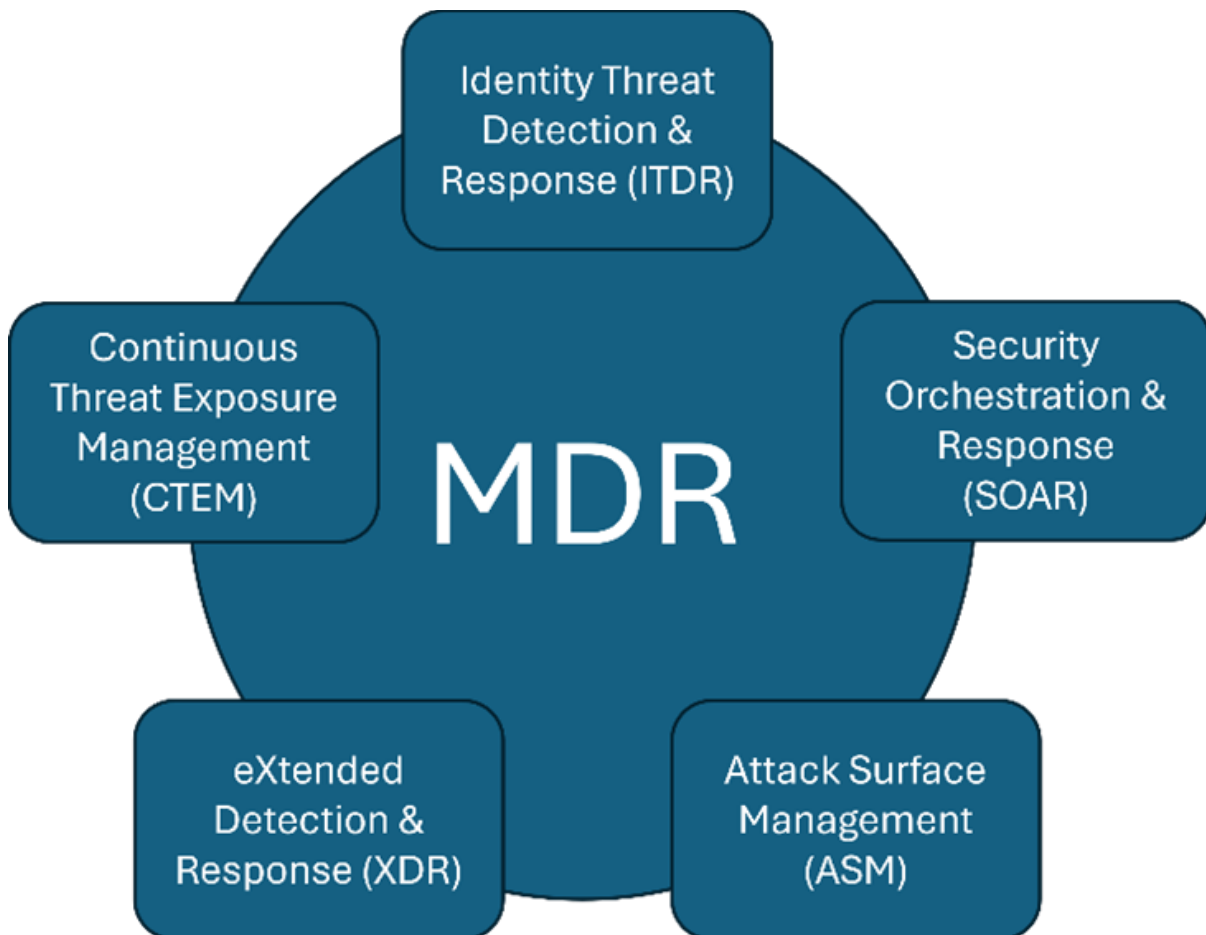 Identity Threat
Detection &
Response (ITDR)
Continuous
Threat Exposure
Management
(CTEM)
MDR
Security
Orchestration &
Response
(SOAR)
eXtended
Detection &
Response (XDR)
Attack Surface
Management
(ASM)